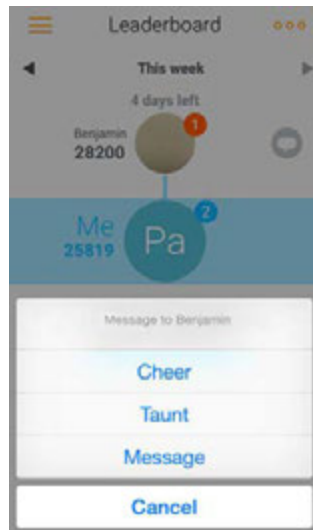 Leaderboard
This week
4 days left
1
Benjamin
28200
2
Me
25819
Pa
Message to Benjamin
Cheer
Taunt
Message
Cancel